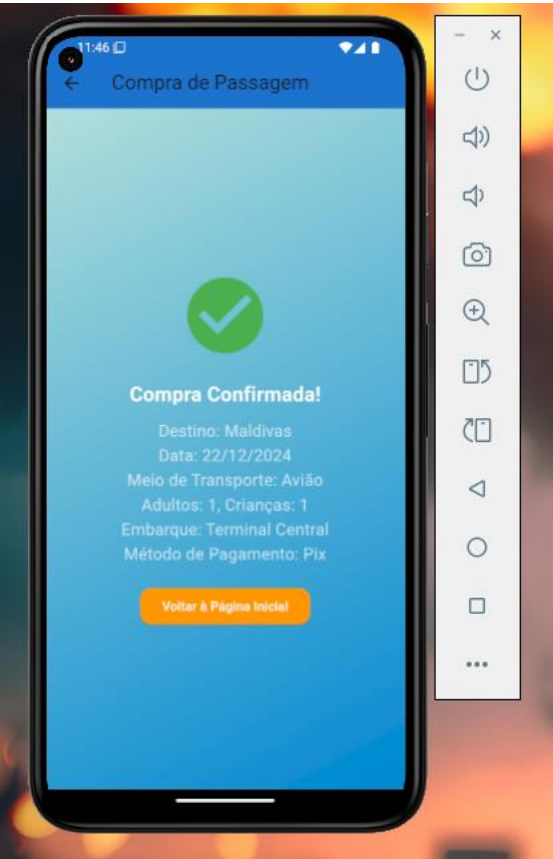 11:46
Compra de Passagem
Compra Confirmada!
Destino: Maldivas
Data: 22/12/2024
Meio de Transporte: Avião
Adultos: 1, Crianças: 1
Embarque: Terminal Central
Método de Pagamento: Pix
Voltar à Página Inicial